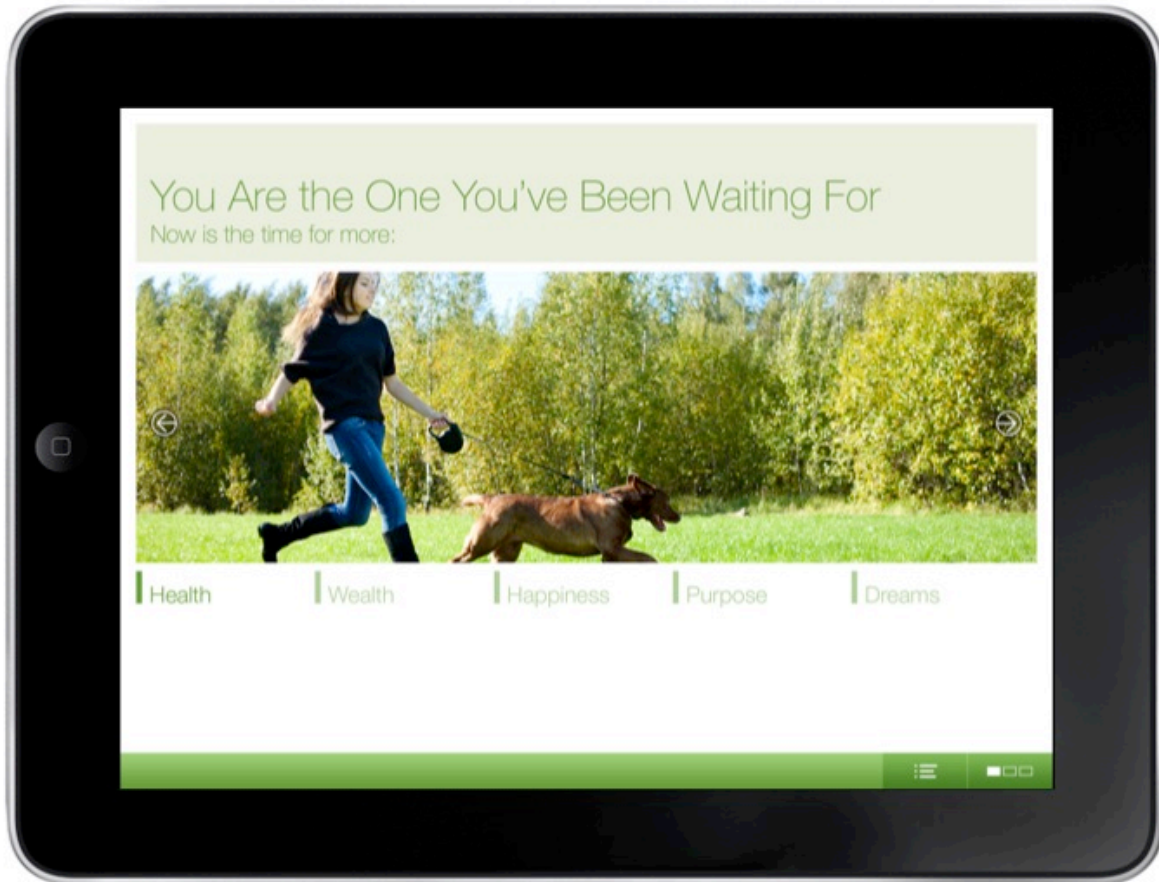 You Are the One You've Been Waiting For
Now is the time for more:
Health
Wealth
Happiness
Purpose
Dreams